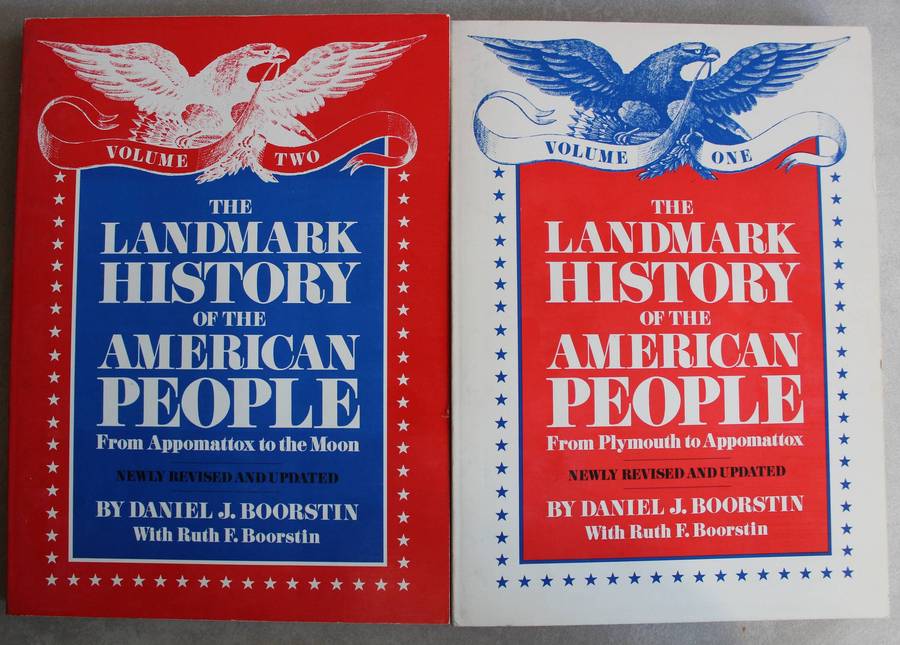 VOLUME TWO
THE
LANDMARK
HISTORY
OF THE
AMERICAN
PEOPLE
From Appomattox to the Moon
NEWLY REVISED AND UPDATED
BY DANIEL J. BOORSTIN
With Ruth F. Boorstin
VOLUME ONE
THE
LANDMARK
HISTORY
OF THE
AMERICAN
PEOPLE
From Plymouth to Appomattox
NEWLY REVISED AND UPDATED
BY DANIEL J. BOORSTIN
With Ruth F. Boorstin